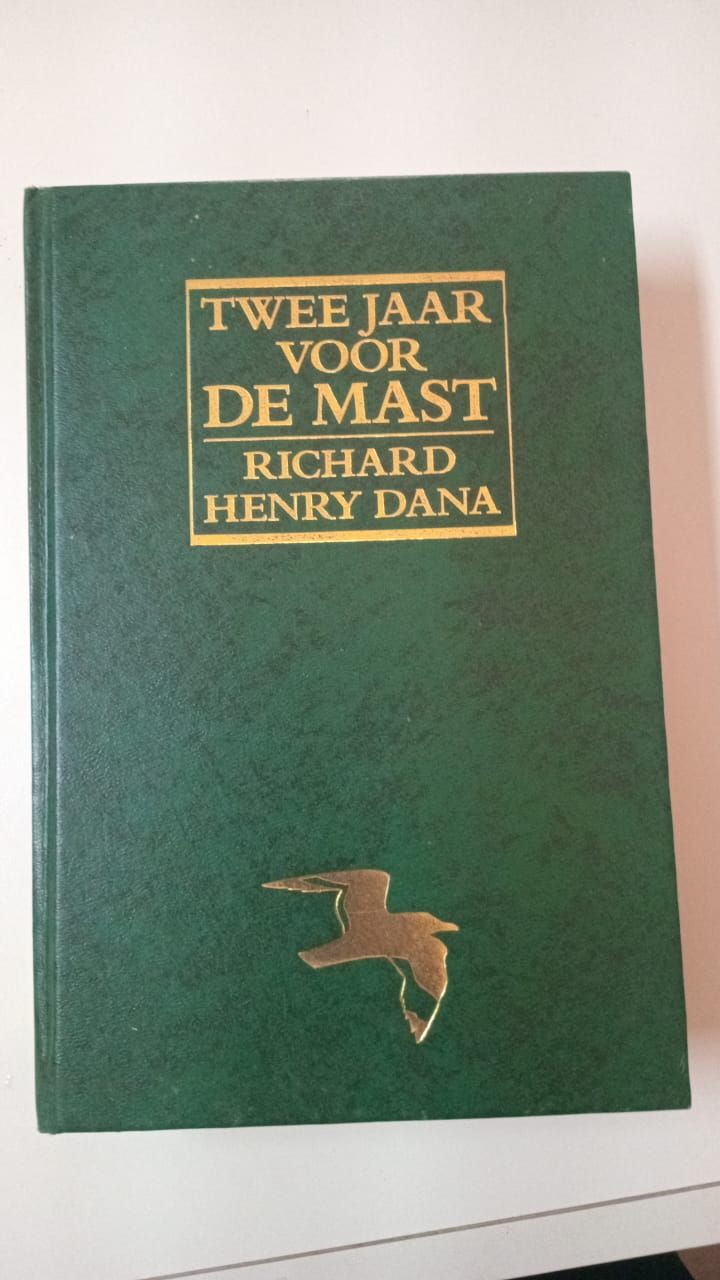 TWEE JAAR
VOOR
DE MAST
RICHARD
HENRY DANA